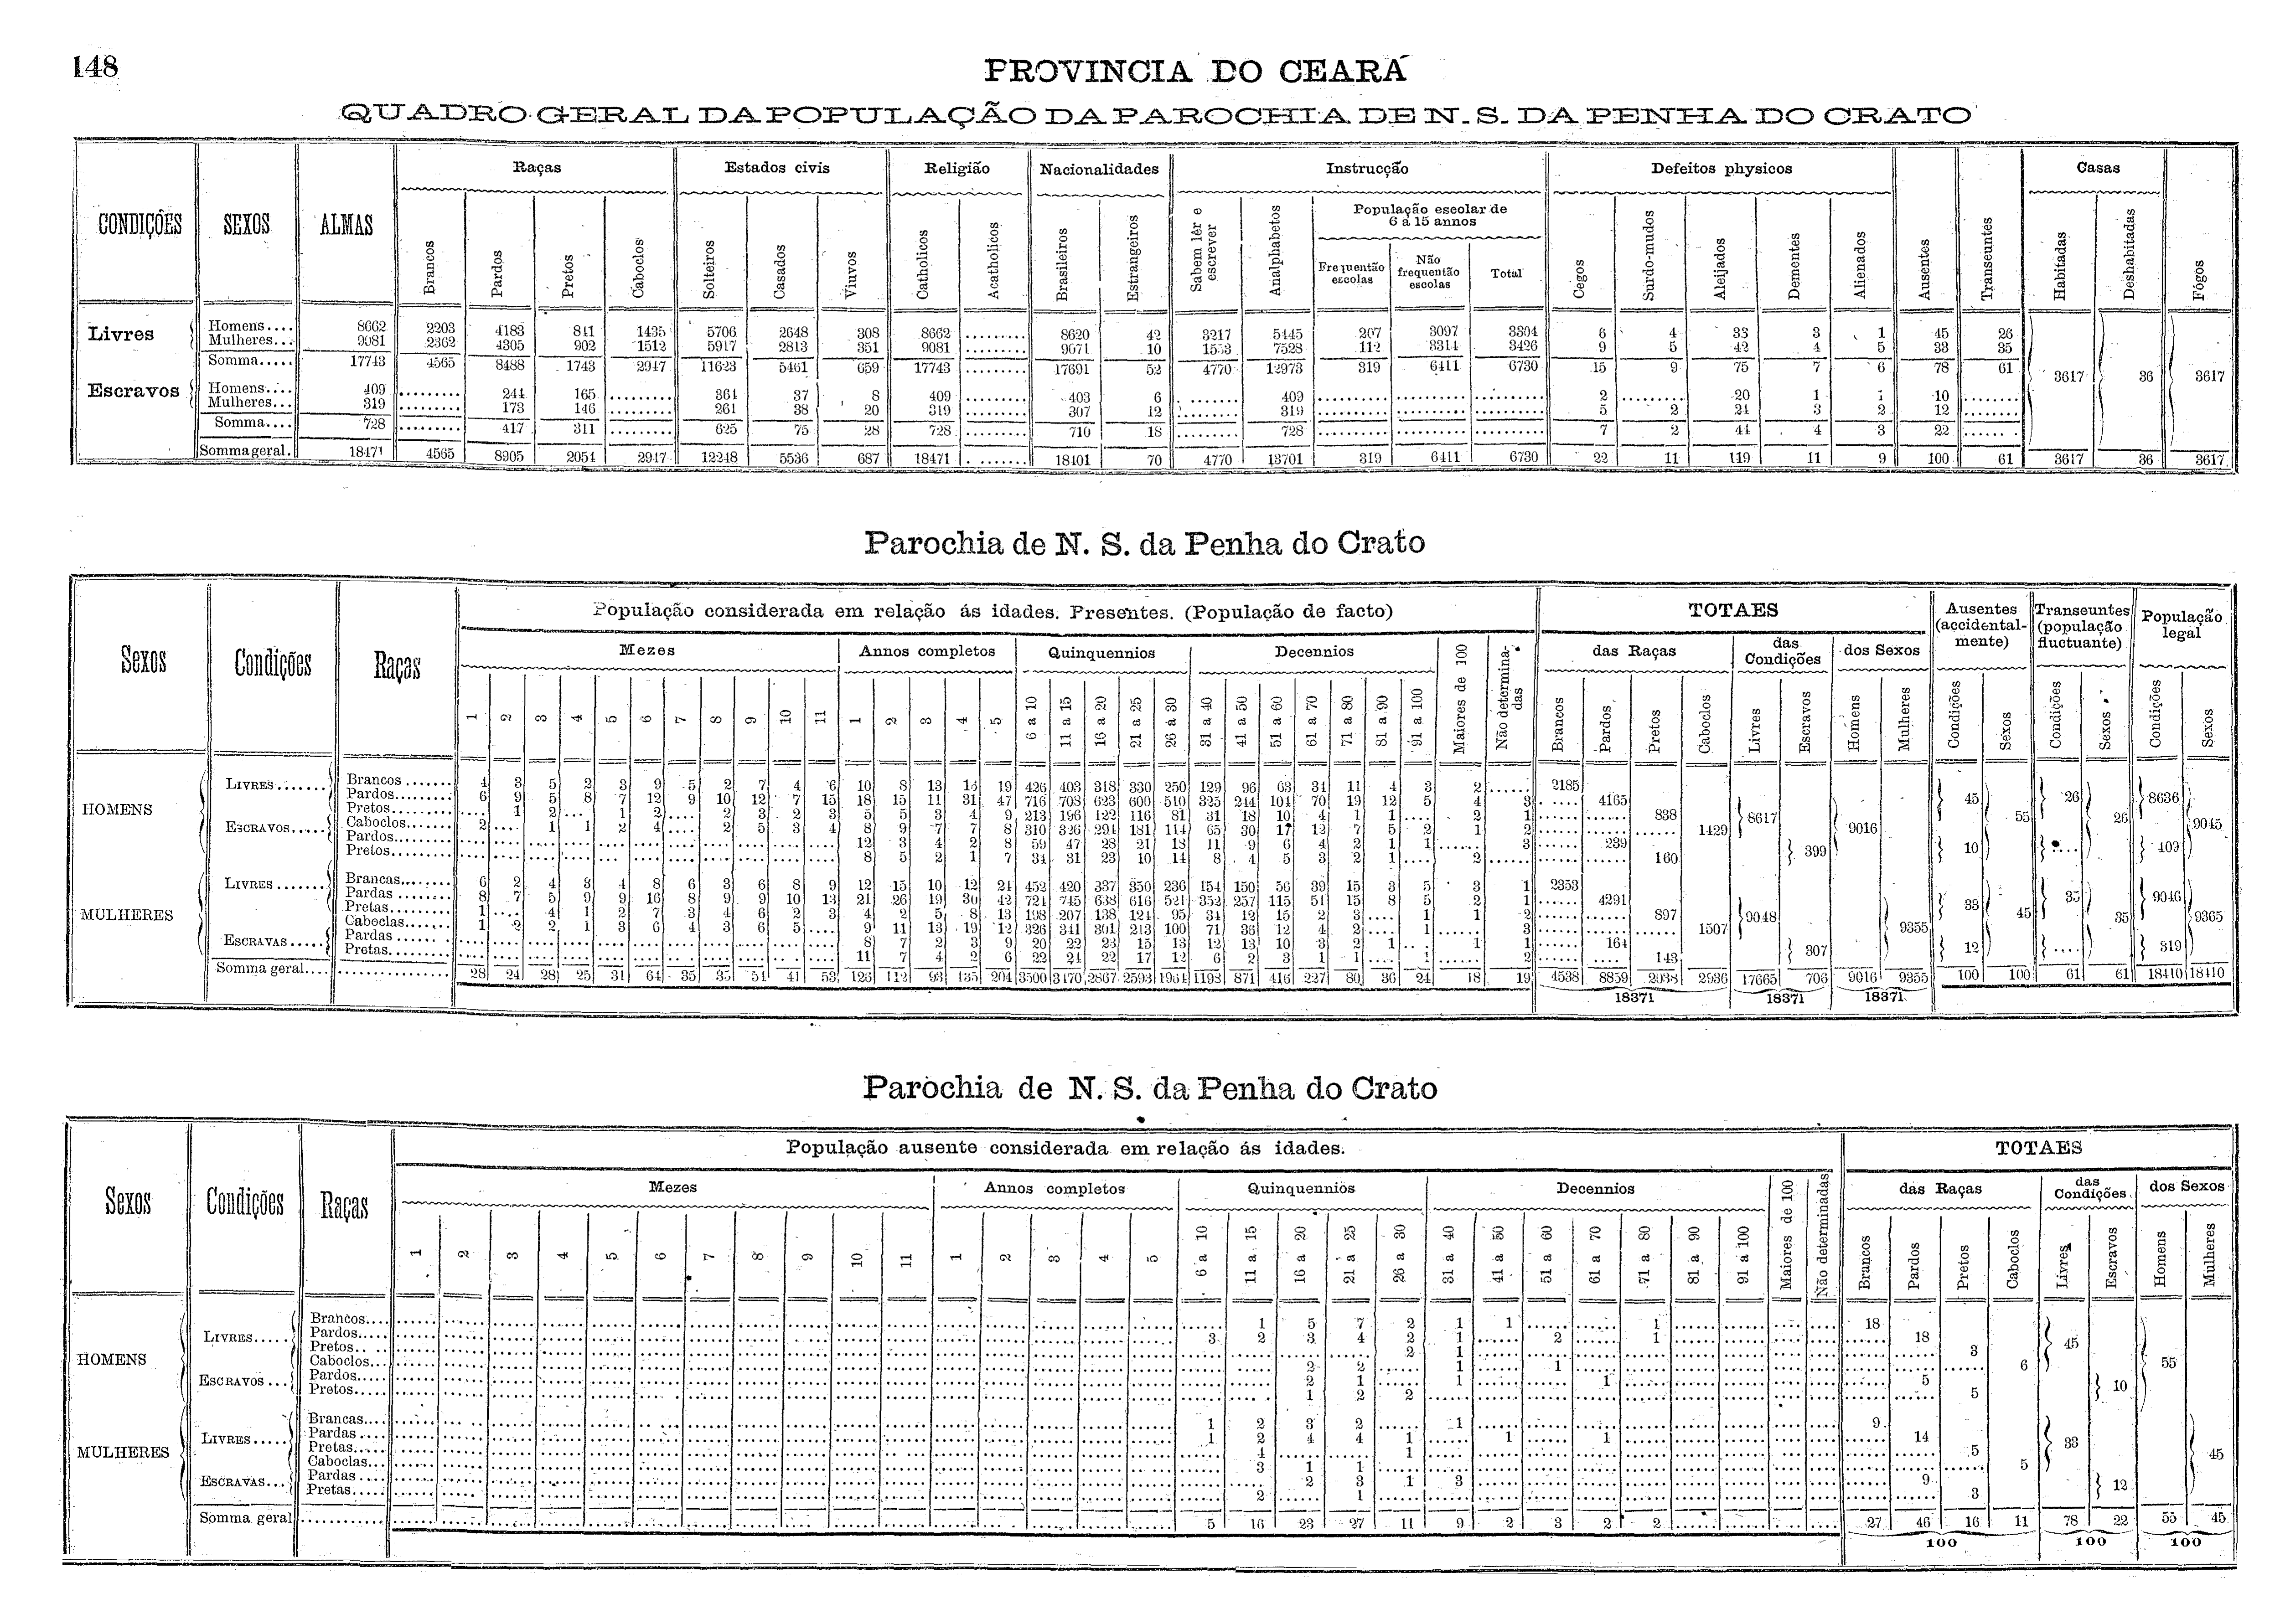 148
PROVINCIA DO CEARÁ
QUADRO GERAL DA POPULAÇÃO DA PAROCHIA DE N. S. DA PENHA DO CRATO
CONDIÇÕES SEXOS ALMAS Raças Estados civis Religião Nacionalidades Instrucção Defeitos physicos Ausentes Transeuntes Casas Fógos
População escolar de 6 a 15 annos
Brancos Pardos Pretos Caboclos Solteiros Casados Viuvos Catholicos Acatholicos Brasileiros Estrangeiros Sabem lêr e escrever Analphabetos Frequentão escolas Não frequentão escolas Total Cegos Surdo-mudos Aleijados Dementes Alienados Habitadas Deshabitadas
Livres Homens.... 8662 2203 4183 841 1435 5706 2648 308 8662 ......... 8620 42 3217 5445 207 3097 3304 6 4 33 3 1 45 26
Mulheres... 9081 2362 4305 902 1512 5917 2813 351 9081 ......... 9071 10 1553 7528 112 3314 3426 9 5 42 4 5 33 35
Somma..... 17743 4565 8488 1743 2947 11623 5461 659 17743 ......... 17691 52 4770 12973 319 6411 6730 15 9 75 7 6 78 61 3617 36 3617
Escravos Homens.... 409 ......... 244 165 ......... 364 37 8 409 ......... 403 6 ......... 409 ......... ......... ......... 2 ......... 20 1 1 10 ........
Mulheres... 319 ......... 173 146 ......... 261 38 20 319 ......... 307 12 ......... 319 ......... ......... ......... 5 2 24 3 2 12 ........
Somma.... 728 ......... 417 311 ......... 625 75 28 728 ......... 710 18 ......... 728 ......... ......... ......... 7 2 44 4 3 22 ........
Somma geral. 18471 4565 8905 2054 2947 12248 5536 687 18471 ......... 18401 70 4770 13701 319 6411 6730 22 11 119 11 9 100 61 3617 36 3617
Parochia de N. S. da Penha do Crato
Sexos Condições Raças População considerada em relação ás idades. Presentes. (População de facto) TOTAES Ausentes (accidentalmente) Transeuntes (população fluctuante) População legal
Mezes Annos completos Quinquennios Decennios Maiores de 100 Não determinadas das Raças das Condições dos Sexos
1 2 3 4 5 6 7 8 9 10 11 1 2 3 4 5 6 a 10 11 a 15 16 a 20 21 a 25 26 a 30 31 a 40 41 a 50 51 a 60 61 a 70 71 a 80 81 a 90 91 a 100 Brancos Pardos Pretos Caboclos Livres Escravos Homens Mulheres Condições Sexos Condições Sexos Condições Sexos
HOMENS LIVRES....... Brancos....... 4 3 5 2 3 9 5 2 7 4 6 10 8 13 19 426 403 318 330 250 129 96 63 34 11 4 3 2 ...... 2185
Pardos........ 6 9 5 8 7 12 9 10 12 7 15 18 15 11 31 47 716 708 623 600 510 325 244 104 70 19 12 5 4 3 4165 45 26 8636
Pretos........ .... 1 2 .... 1 2 .... 2 3 2 3 5 5 3 4 9 213 196 122 116 81 31 18 10 4 1 1 .... 2 1 838 8617 55 26 9045
ESCRAVOS..... Caboclos...... 2 .... 1 1 2 4 .... 2 5 3 4 8 9 7 7 8 310 326 294 181 114 65 30 17 12 7 5 2 1 2 1429 9016
Pardos........ 12 3 4 2 8 59 47 28 21 18 11 9 6 4 2 1 1 ...... 3 239 399 10 .... 409
Pretos........ 8 5 2 1 7 34 31 23 10 14 8 4 5 3 2 1 .... 2 ...... 160
MULHERES LIVRES....... Brancas....... 6 2 4 3 4 8 6 3 6 8 9 12 15 10 12 24 452 420 337 350 236 154 150 56 39 15 3 5 3 1 2353
Pardas ....... 8 7 5 9 9 16 8 9 9 10 13 21 26 19 30 42 724 745 638 616 521 352 257 115 51 15 8 5 2 1 4291 33 35 9046
Pretas........ 1 .... 4 1 2 7 3 4 6 2 3 4 2 5 8 13 198 207 138 124 95 34 12 15 2 3 .... 1 1 2 897 9048 45 35 9365
Caboclas...... 1 2 2 1 3 6 4 3 6 5 .... 9 11 13 19 12 326 341 301 213 100 71 36 12 4 2 .... 1 ...... 3 1507 9355
ESCRAVAS..... Pardas ...... 8 7 2 3 9 20 22 23 15 13 12 13 10 3 2 1 ... 1 1 164 307 12 .... 319
Pretas........ 11 7 4 2 6 22 24 22 17 12 6 2 3 1 1 .... 1 ...... 2 143
Somma geral.... 28 24 28 25 31 64 35 35 54 41 53 126 112 93 135 204 3500 3470 2867 2593 1964 1198 871 416 227 80 36 24 18 19 4538 8859 2038 2936 17665 706 9016 9355 100 100 61 61 18410 18410
18371 18371 18371
Parochia de N. S. da Penha do Crato
Sexos Condições Raças População ausente considerada em relação ás idades. TOTAES
Mezes Annos completos Quinquennios Decennios Maiores de 100 Não determinadas das Raças das Condições dos Sexos
1 2 3 4 5 6 7 8 9 10 11 1 2 3 4 5 6 a 10 11 a 15 16 a 20 21 a 25 26 a 30 31 a 40 41 a 50 51 a 60 61 a 70 71 a 80 81 a 90 91 a 100 Brancos Pardos Pretos Caboclos Livres Escravos Homens Mulheres
HOMENS LIVRES..... Brancos.... ...... 1 5 7 2 1 1 ...... ...... 1 18
Pardos..... 3 2 3 4 2 1 ...... 2 ...... 1 18
Pretos.. .. 2 1 3 45
Caboclos... 2 2 ...... 1 ...... 1 6 55
ESCRAVOS... Pardos..... 2 1 ...... 1 ...... ...... 1 5
Pretos..... 1 2 2 5 10
MULHERES LIVRES..... Brancas.... 1 2 3 2 ...... 1 9
Pardas .... 1 2 4 4 1 ...... 1 ...... 1 14
Pretas..... 4 ...... ...... 1 5 33
Caboclas... 3 1 1 5 45
ESCRAVAS... Pardas .... 2 3 1 3 9
Pretas..... 2 ...... 1 3 12
Somma geral 5 16 23 27 11 9 2 3 2 2 27 46 16 11 78 22 55 45
100 100 100